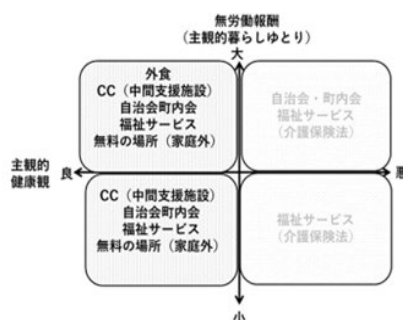 無労働報酬
(主観的暮らしゆとり)
大
外食
CC(中間支援施設)
自治会町内会
福祉サービス
無料の場所(家庭外)
自治会・町内会
福祉サービス
(介護保険法)
主観的
健康観
良
悪
CC(中間支援施設)
自治会町内会
福祉サービス
無料の場所(家庭外)
福祉サービス
(介護保険法)
小